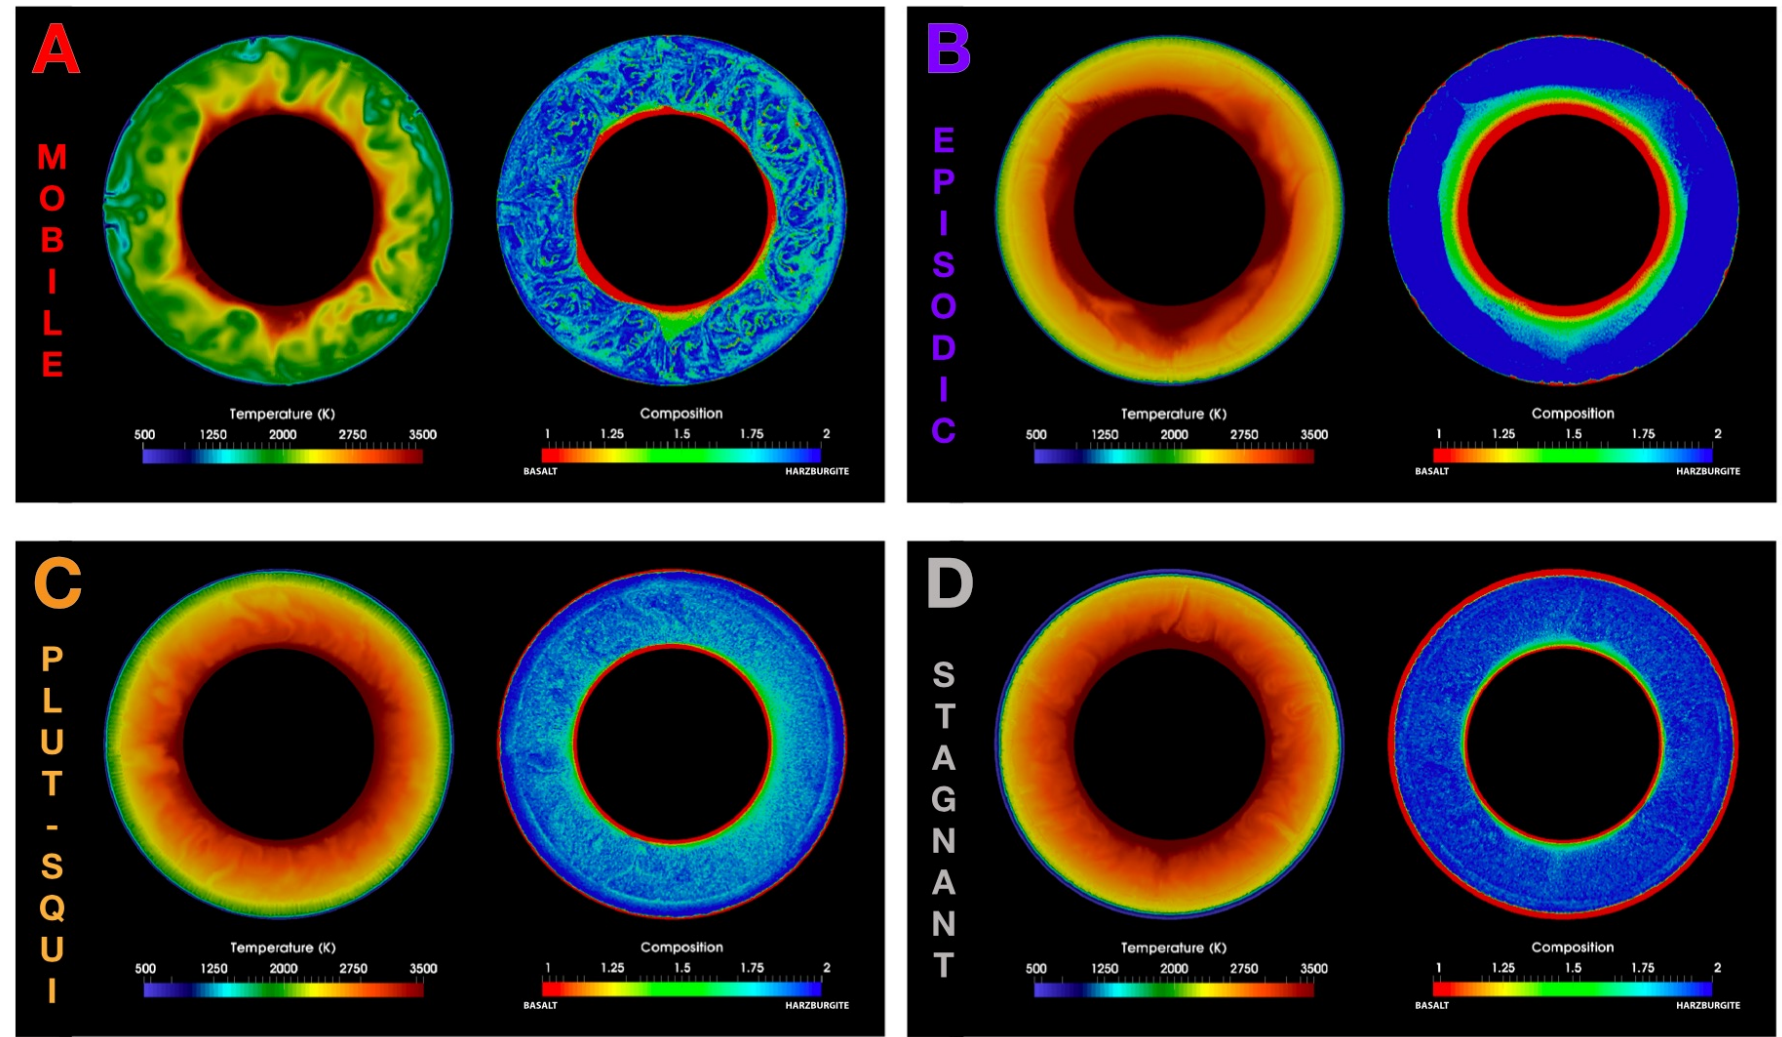 A
MOBILE
Temperature (K)
500 1250 2000 2750 3500
Composition
1 1.25 1.5 1.75 2
BASALT HARZBURGITE
B
EPISODIC
Temperature (K)
500 1250 2000 2750 3500
Composition
1 1.25 1.5 1.75 2
BASALT HARZBURGITE
C
PLUT-SQUI
Temperature (K)
500 1250 2000 2750 3500
Composition
1 1.25 1.5 1.75 2
BASALT HARZBURGITE
D
STAGNANT
Temperature (K)
500 1250 2000 2750 3500
Composition
1 1.25 1.5 1.75 2
BASALT HARZBURGITE